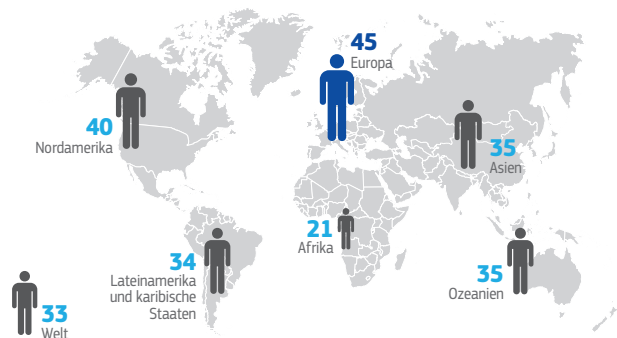 45
Europa
40
Nordamerika
35
Asien
21
Afrika
34
Lateinamerika
und karibische
Staaten
35
Ozeanien
33
Welt